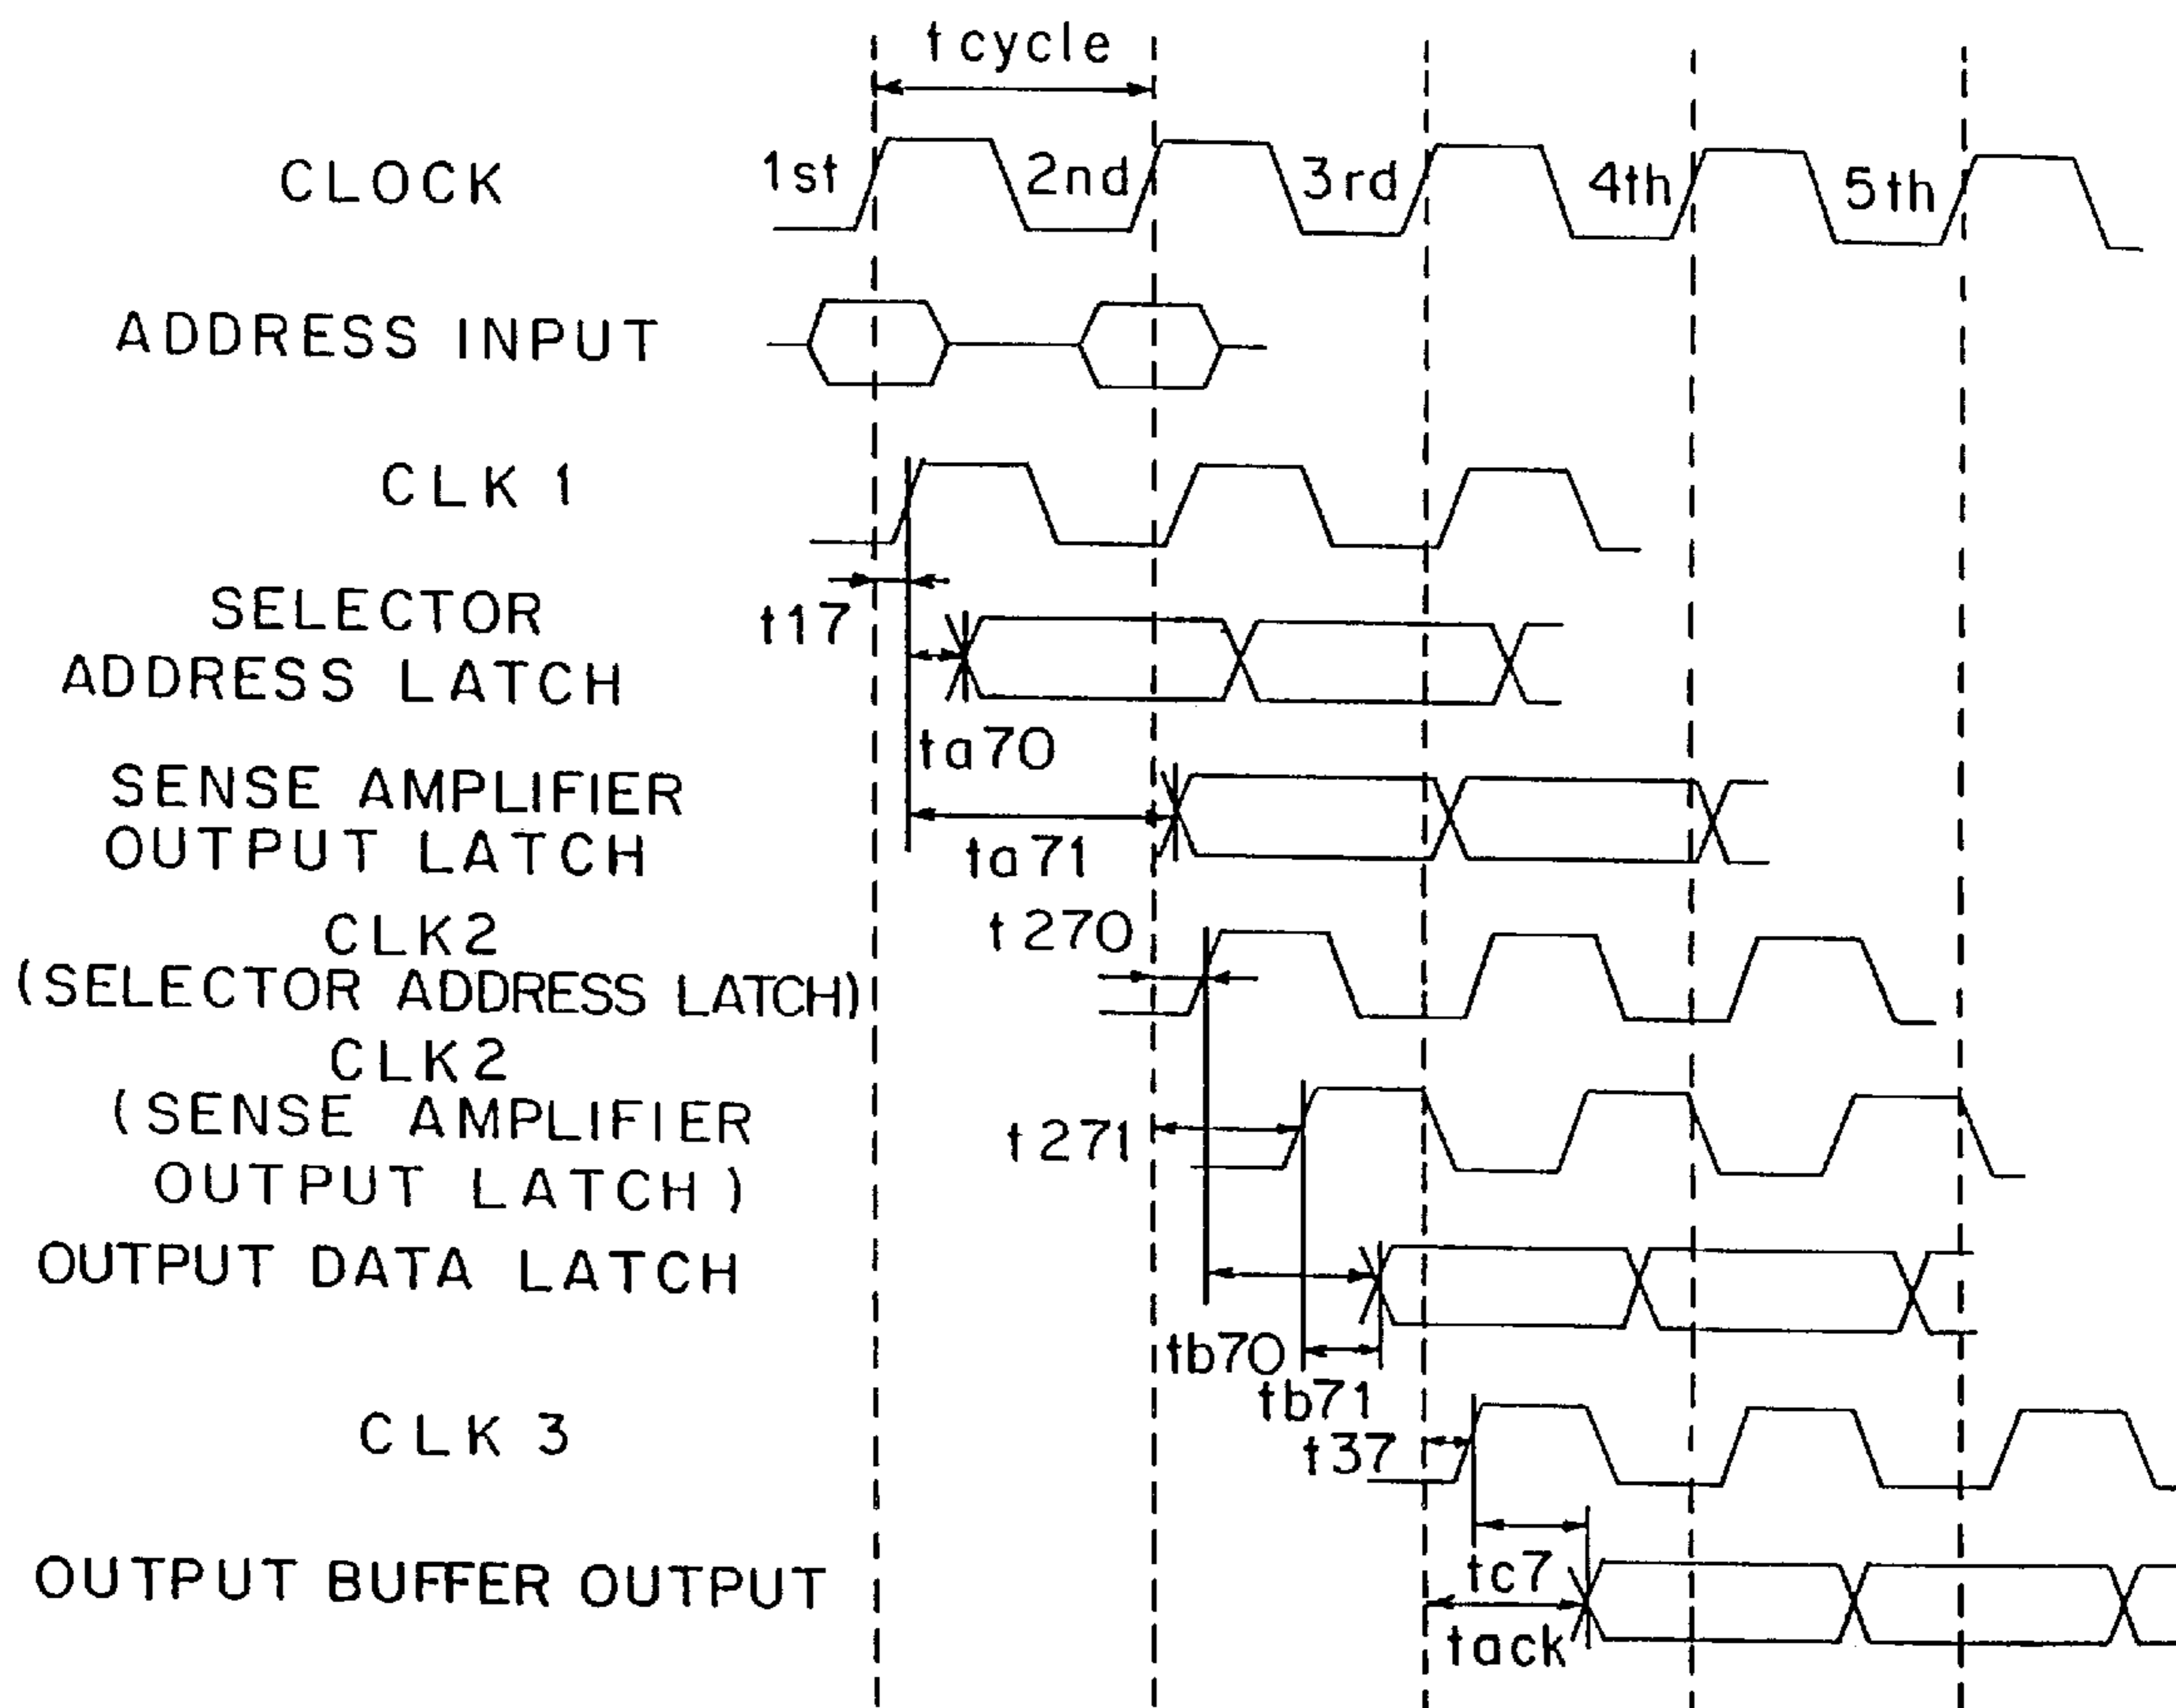 t cycle
CLOCK
1st
2nd
3rd
4th
5th
ADDRESS INPUT
CLK 1
t17
SELECTOR
ADDRESS LATCH
ta70
SENSE AMPLIFIER
OUTPUT LATCH
ta71
t270
CLK2
(SELECTOR ADDRESS LATCH)
CLK2
(SENSE AMPLIFIER
OUTPUT LATCH)
t271
OUTPUT DATA LATCH
tb70
tb71
CLK 3
t37
tc7
OUTPUT BUFFER OUTPUT
tack